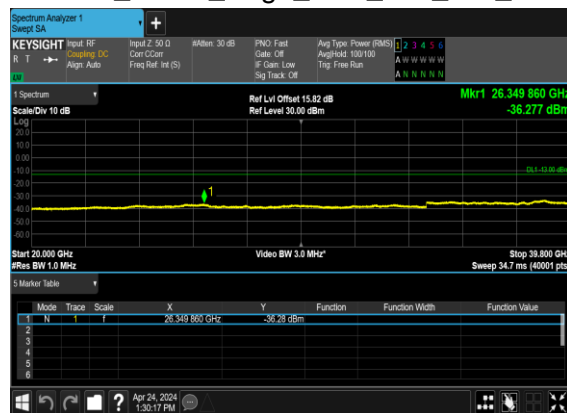 Spectrum Analyzer 1
Swept SA
+
KEYSIGHT Input: RF Input Z: 50 Ω #Atten: 30 dB PNO: Fast Avg Type: Power (RMS) 1 2 3 4 5 6
R T Coupling: DC Corr CCorr Gate: Off Avg|Hold: 100/100 A W W W W W
Align: Auto Freq Ref: Int (S) IF Gain: Low Trig: Free Run
Sig Track: Off A N N N N N
1 Spectrum Ref Lvl Offset 15.82 dB Mkr1 26.349 860 GHz
Scale/Div 10 dB Ref Level 30.00 dBm -36.277 dBm
Log
20.0
10.0
0.00
-10.0 DL1 -13.00 dBm
-20.0
-30.0 1
-40.0
-50.0
-60.0
Start 20.000 GHz Video BW 3.0 MHz* Stop 39.800 GHz
#Res BW 1.0 MHz Sweep 34.7 ms (40001 pts)
5 Marker Table
Mode Trace Scale X Y Function Function Width Function Value
1 N 1 f 26.349 860 GHz -36.28 dBm
2
3
4
5
6
? Apr 24, 2024
1:30:17 PM